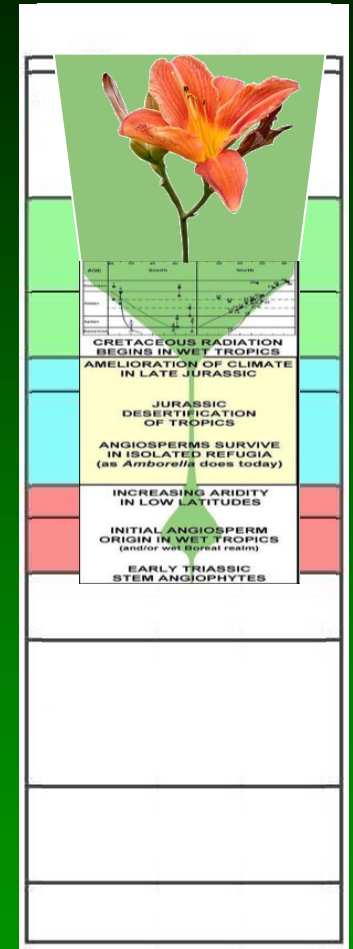 AGE South North
CRETACEOUS RADIATION
BEGINS IN WET TROPICS
AMELIORATION OF CLIMATE
IN LATE JURASSIC
JURASSIC
DESERTIFICATION
OF TROPICS
ANGIOSPERMS SURVIVE
IN ISOLATED REFUGIA
(as Amborella does today)
INCREASING ARIDITY
IN LOW LATITUDES
INITIAL ANGIOSPERM
ORIGIN IN WET TROPICS
(and/or wet Boreal realm)
EARLY TRIASSIC
STEM ANGIOPHYTES